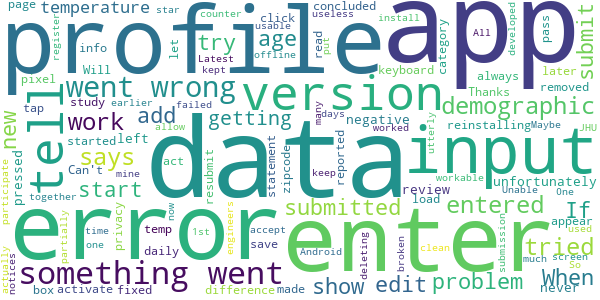 page
temperature
star
counter
click
usable
useless
install
All
developed
submit
profile
app
info
register
Will
let
try
concluded
age
offline
Latest
kept
read
put
category
pass
keyboard
Thanks
always
removed
later
went wrong
version
demographic
pixel
tap
study
earlier
failed
tell
new
work
add
getting
many
days
worked
negative
utterly
reinstalling
Maybe
JHU
pressed
started
left
allow
data
input
says
Can't
mine
act
resubmit
statement
zipcode
reported
keep
workable
unfortunately
Unable
One
participate
together
start
privacy
partially
temp
now
1st
engineers
review
load
submitted
entered
If
appear
used
error
enter
Android
deleting
broken
clean
submission
tried
much
screen
So
time
one
daily
accept
save
actually
notices
something went
box
activate
fixed
difference
made
show
edit
problem
When
never